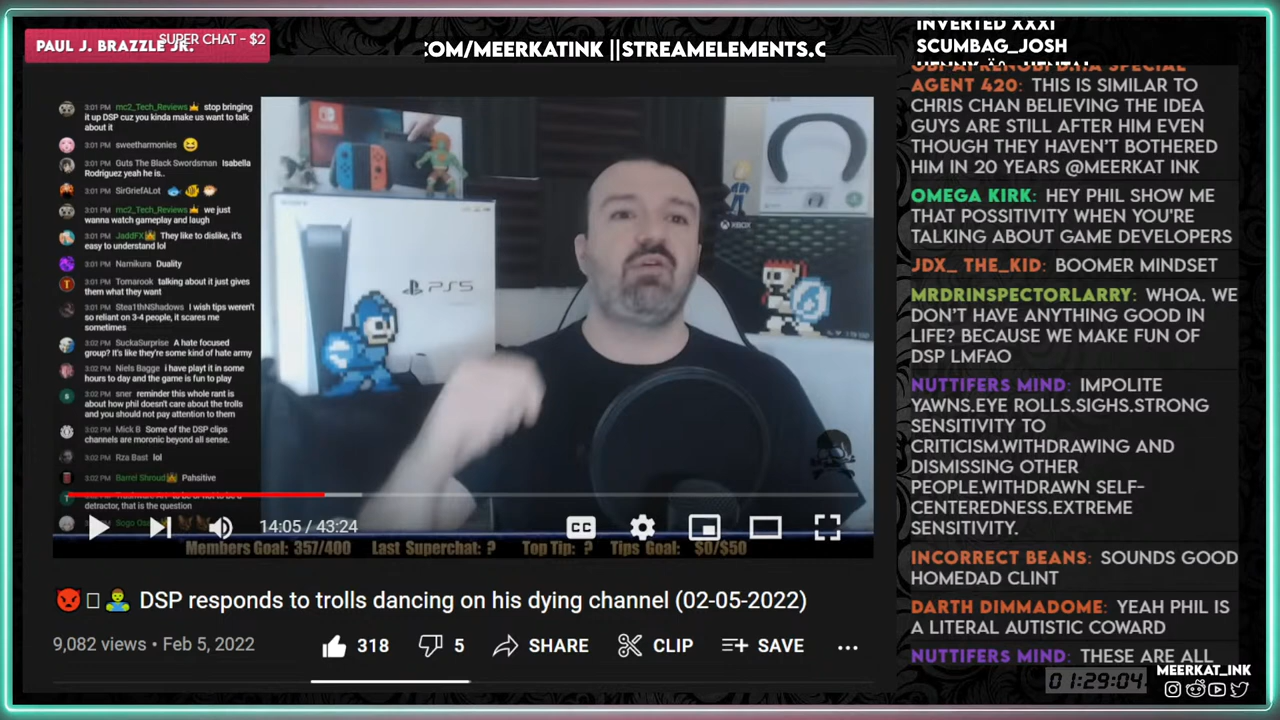 PAUL J. BRAZZLE JR.
SUPER CHAT - $2
COM/MEERKATINK ||STREAMELEMENTS.C
INVERTED XXXI
SCUMBAG_JOSH
3:01 PM mc2_Tech_Reviews stop bringing
it up DSP cuz you kinda make us want to talk
about it
3:01 PM sweetharmonies
3:01 PM Guts The Black Swordsman Isabella
Rodriguez yeah he is..
3:01 PM SirGriefALot
3:01 PM mc2_Tech_Reviews we just
wanna watch gameplay and laugh
3:01 PM JaddFX They like to dislike, it's
easy to understand lol
3:01 PM Namikura Duality
3:01 PM Tomarook talking about it just gives
them what they want
3:01 PM Stea1thNShadows I wish tips weren't
so reliant on 3-4 people, it scares me
sometimes
3:02 PM SuckaSurprise A hate focused
group? It's like they're some kind of hate army
3:02 PM Niels Bagge i have playt it in some
hours to day and the game is fun to play
3:02 PM sner reminder this whole rant is
about how phil doesn't care about the trolls
and you should not pay attention to them
3:02 PM Mick B Some of the DSP clips
channels are moronic beyond all sense.
3:02 PM Rza Bast lol
3:02 PM Barrel Shroud Pahsitive
detractor, that is the question
SONY
PS5
XBOX
14:05 / 43:24
CC
Members Goal: 357/400 Last Superchat: ? Top Tip: ? Tips Goal: $0/$50
DSP responds to trolls dancing on his dying channel (02-05-2022)
9,082 views • Feb 5, 2022
318
5
SHARE
CLIP
SAVE
AGENT 420: THIS IS SIMILAR TO
CHRIS CHAN BELIEVING THE IDEA
GUYS ARE STILL AFTER HIM EVEN
THOUGH THEY HAVEN'T BOTHERED
HIM IN 20 YEARS @MEERKAT INK
OMEGA KIRK: HEY PHIL SHOW ME
THAT POSSITIVITY WHEN YOU'RE
TALKING ABOUT GAME DEVELOPERS
JDX_ THE_KID: BOOMER MINDSET
MRDRINSPECTORLARRY: WHOA. WE
DON'T HAVE ANYTHING GOOD IN
LIFE? BECAUSE WE MAKE FUN OF
DSP LMFAO
NUTTIFERS MIND: IMPOLITE
YAWNS.EYE ROLLS.SIGHS.STRONG
SENSITIVITY TO
CRITICISM.WITHDRAWING AND
DISMISSING OTHER
PEOPLE.WITHDRAWN SELF-
CENTEREDNESS.EXTREME
SENSITIVITY.
INCORRECT BEANS: SOUNDS GOOD
HOMEDAD CLINT
DARTH DIMMADOME: YEAH PHIL IS
A LITERAL AUTISTIC COWARD
NUTTIFERS MIND: THESE ARE ALL
MEERKAT_INK
01:29:04